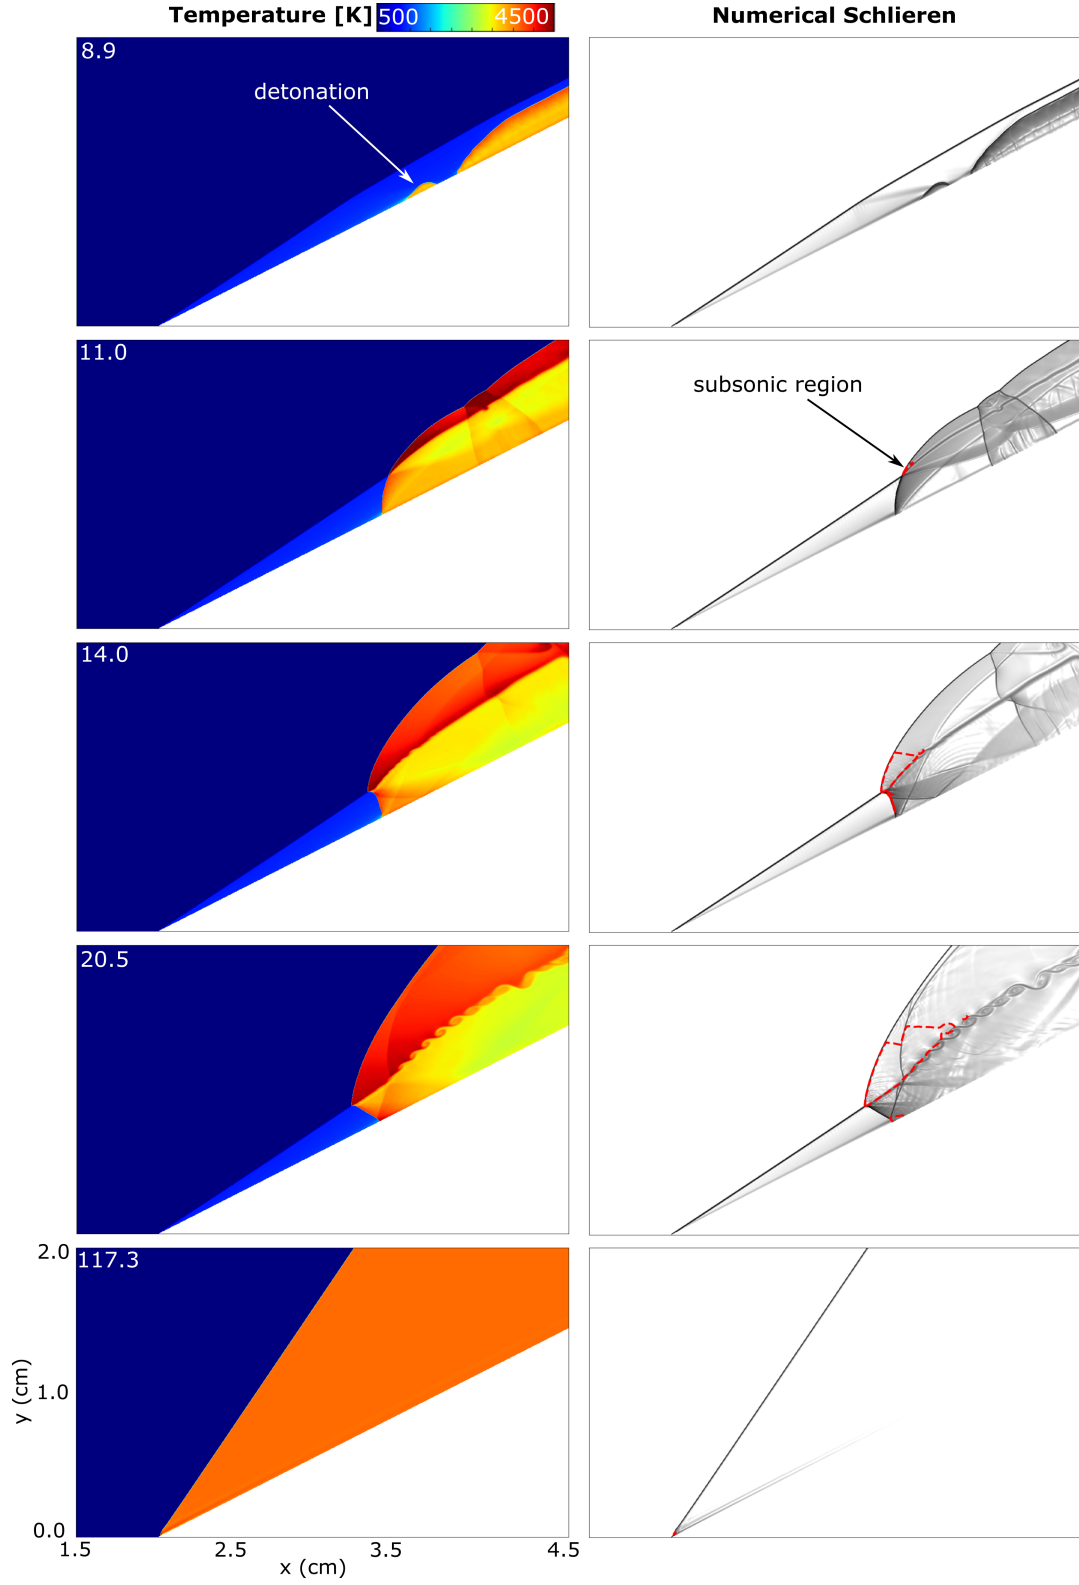 Temperature [K] 500 4500 Numerical Schlieren
8.9
detonation
11.0
subsonic region
14.0
20.5
117.3
2.0
1.0
0.0
y (cm)
1.5 2.5 3.5 4.5
x (cm)